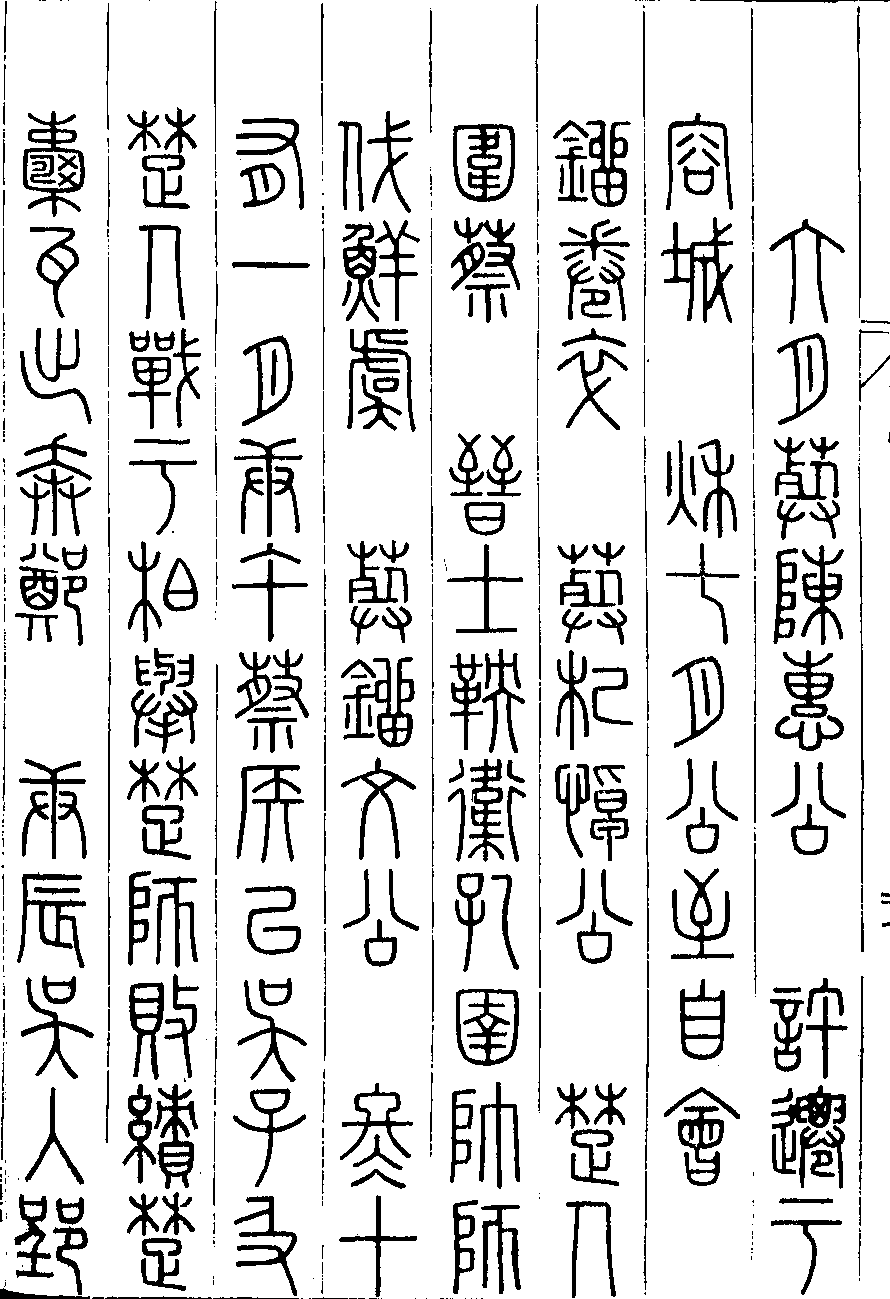 六月葬陳惠公 許遷于
容城 秋七月公至自會
鎦卷卒 葬杞悼公 楚人
圍蔡 晉士鞅衛孔圉帥師
伐鮮虞 葬鎦文公 冬十
有一月庚午蔡侯以吳子及
楚人戰于柏舉楚師敗績楚
囊瓦出奔鄭 庚辰吳入郢